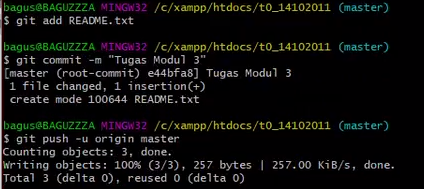 bagus@BAGUZZZA MINGW32 /c/xampp/htdocs/t0_14102011 (master)
$ git add README.txt
bagus@BAGUZZZA MINGW32 /c/xampp/htdocs/t0_14102011 (master)
$ git commit -m "Tugas Modul 3"
[master (root-commit) e44bfa8] Tugas Modul 3
1 file changed, 1 insertion(+)
create mode 100644 README.txt
bagus@BAGUZZZA MINGW32 /c/xampp/htdocs/t0_14102011 (master)
$ git push -u origin master
Counting objects: 3, done.
Writing objects: 100% (3/3), 257 bytes | 257.00 KiB/s, done.
Total 3 (delta 0), reused 0 (delta 0)